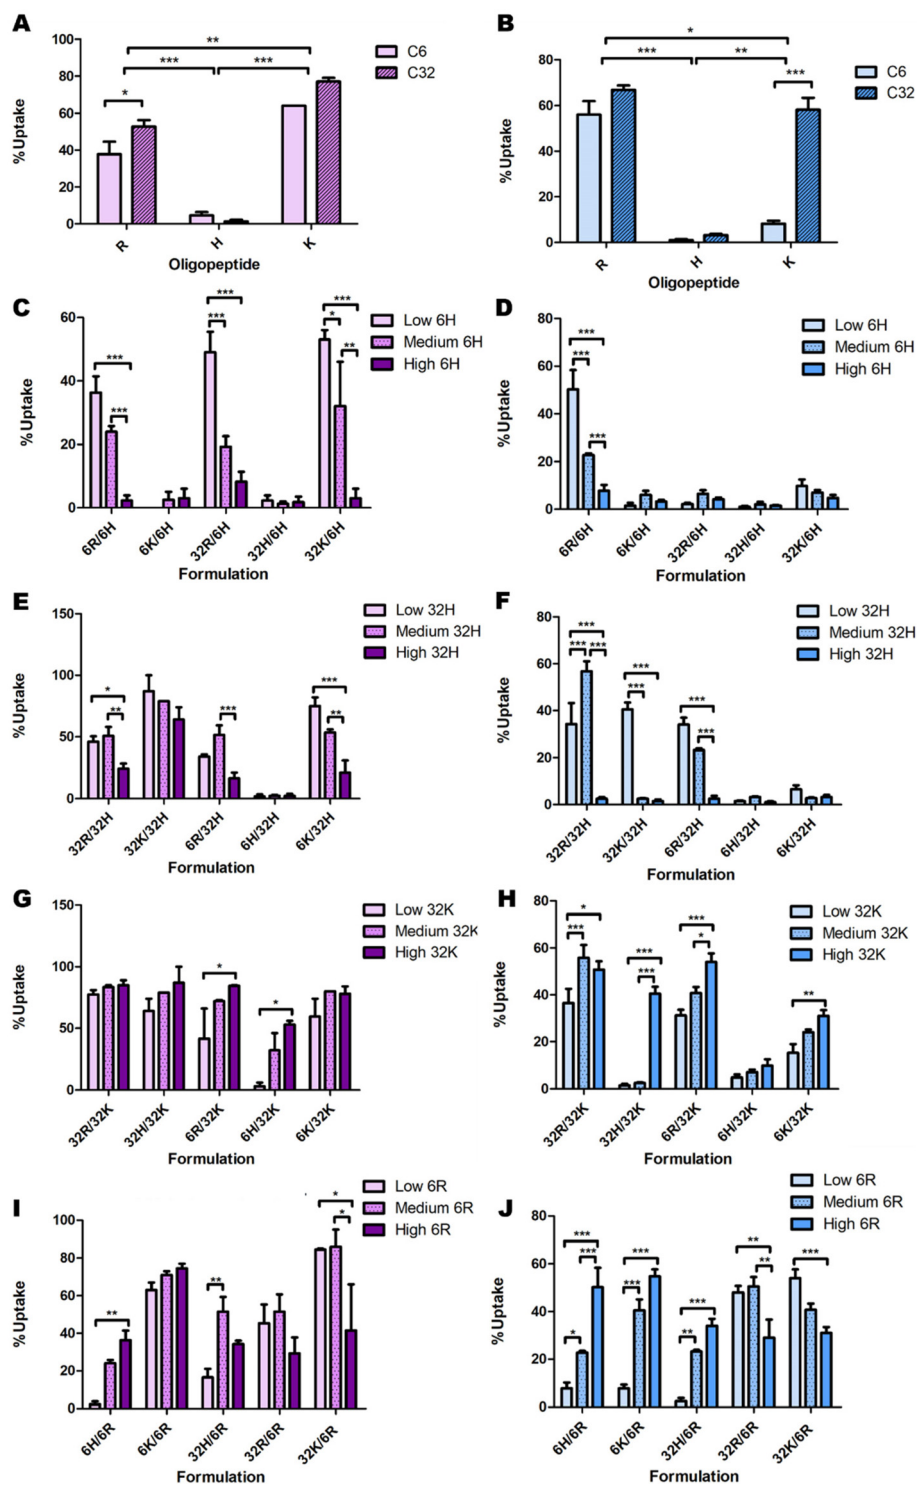 A
100
80
60
40
20
0
%Uptake
**
***
***
*
C6
C32
R
H
K
Oligopeptide
B
80
60
40
20
0
%Uptake
*
***
**
***
C6
C32
R
H
K
Oligopeptide
C
60
40
20
0
%Uptake
***
***
***
***
***
*
**
Low 6H
Medium 6H
High 6H
6R/6H
6K/6H
32R/6H
32H/6H
32K/6H
Formulation
D
80
60
40
20
0
%Uptake
***
***
***
Low 6H
Medium 6H
High 6H
6R/6H
6K/6H
32R/6H
32H/6H
32K/6H
Formulation
E
150
100
50
0
%Uptake
*
**
***
***
**
Low 32H
Medium 32H
High 32H
32R/32H
32K/32H
6R/32H
6H/32H
6K/32H
Formulation
F
80
60
40
20
0
%Uptake
***
***
***
***
***
***
***
Low 32H
Medium 32H
High 32H
32R/32H
32K/32H
6R/32H
6H/32H
6K/32H
Formulation
G
150
100
50
0
%Uptake
*
*
Low 32K
Medium 32K
High 32K
32R/32K
32H/32K
6R/32K
6H/32K
6K/32K
Formulation
H
80
60
40
20
0
%Uptake
*
***
***
***
***
*
**
Low 32K
Medium 32K
High 32K
32R/32K
32H/32K
6R/32K
6H/32K
6K/32K
Formulation
I
100
80
60
40
20
0
%Uptake
**
**
*
*
Low 6R
Medium 6R
High 6R
6H/6R
6K/6R
32H/6R
32R/6R
32K/6R
Formulation
J
80
60
40
20
0
%Uptake
***
***
*
***
***
***
**
**
**
***
Low 6R
Medium 6R
High 6R
6H/6R
6K/6R
32H/6R
32R/6R
32K/6R
Formulation